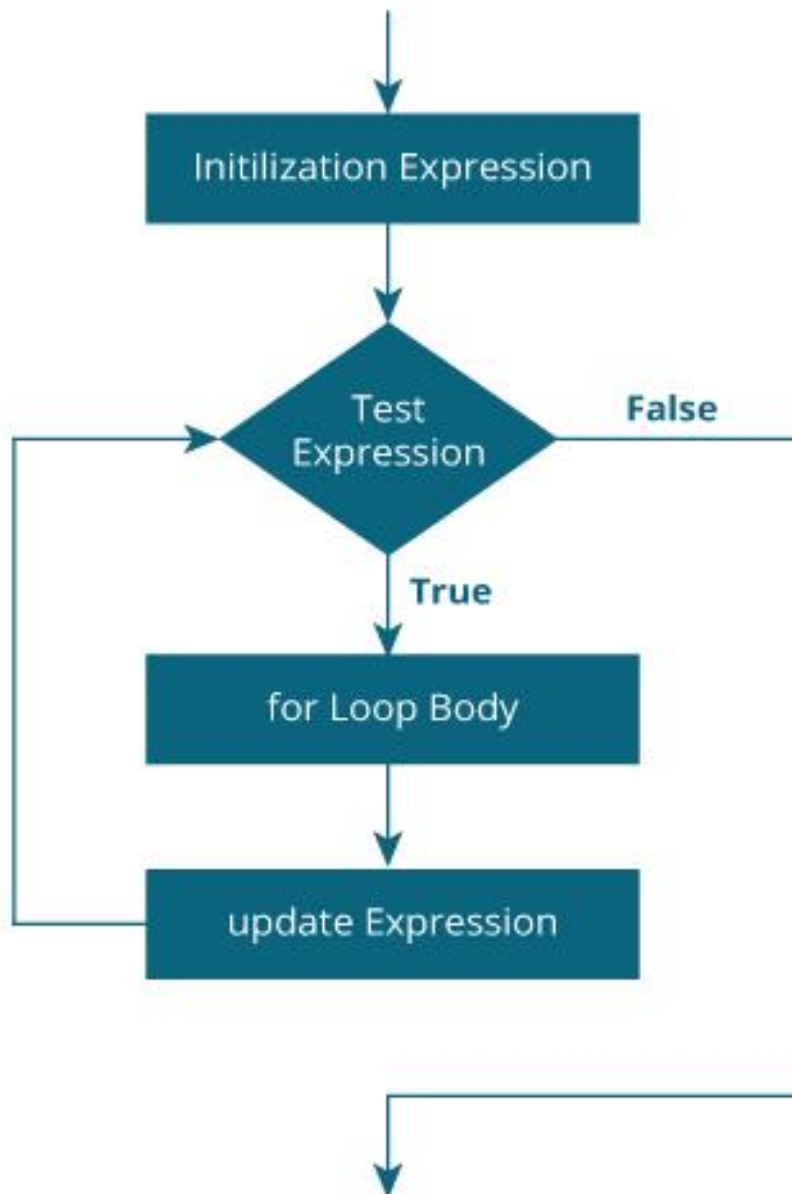 Initilization Expression
Test
Expression
False
True
for Loop Body
update Expression